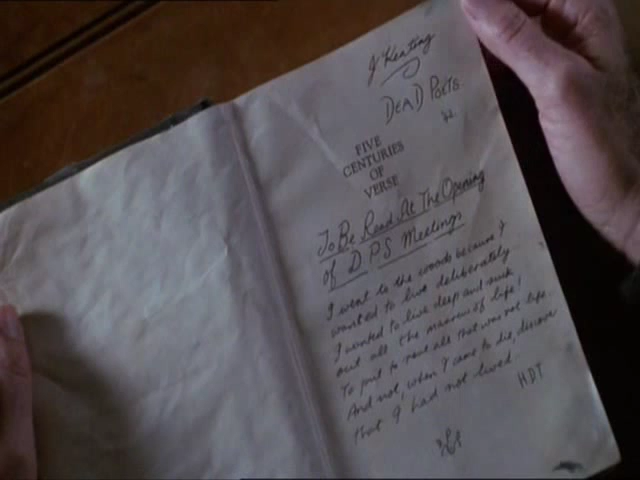 J Keating
DEAD POETS.
FIVE
CENTURIES
OF
VERSE
To Be Read At The Opening
of D.P.S Meetings
I went to the woods because I
wanted to live deliberately
I wanted to live deep and suck
out all the marrow of life!
To put to rout all that was not life.
And not, when I came to die, discover
that I had not lived
HDT